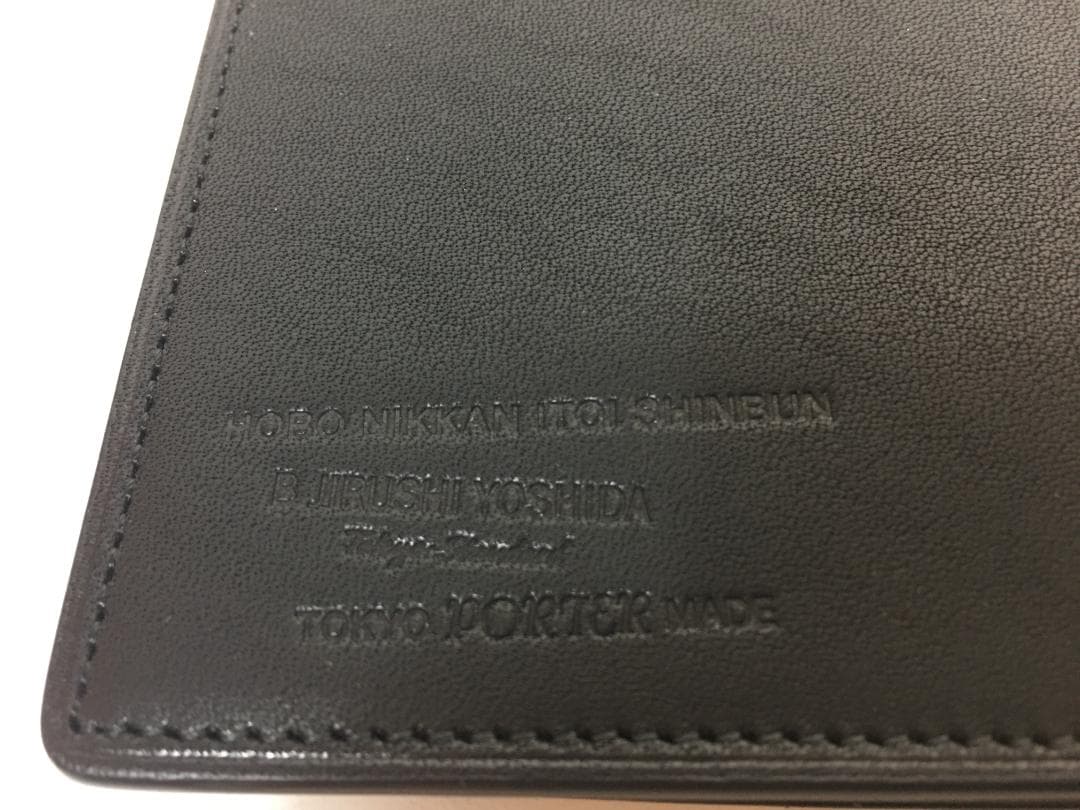 HOBO NIKKAN ITOI SHINBUN
B JIRUSHI YOSHIDA
TOKYO PORTER MADE